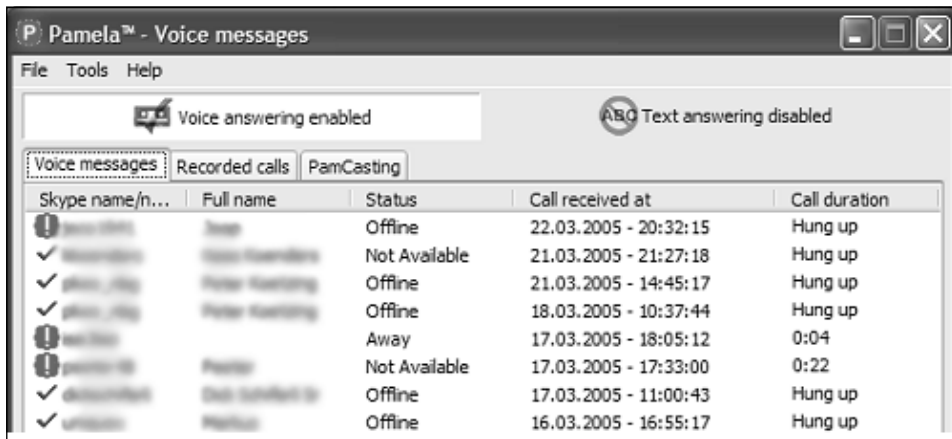 P Pamela™ - Voice messages
File Tools Help
Voice answering enabled ABC Text answering disabled
Voice messages Recorded calls PamCasting
Skype name/n... Full name Status Call received at Call duration
Offline 22.03.2005 - 20:32:15 Hung up
Not Available 21.03.2005 - 21:27:18 Hung up
Offline 21.03.2005 - 14:45:17 Hung up
Offline 18.03.2005 - 10:37:44 Hung up
Away 17.03.2005 - 18:05:12 0:04
Not Available 17.03.2005 - 17:33:00 0:22
Offline 17.03.2005 - 11:00:43 Hung up
Offline 16.03.2005 - 16:55:17 Hung up